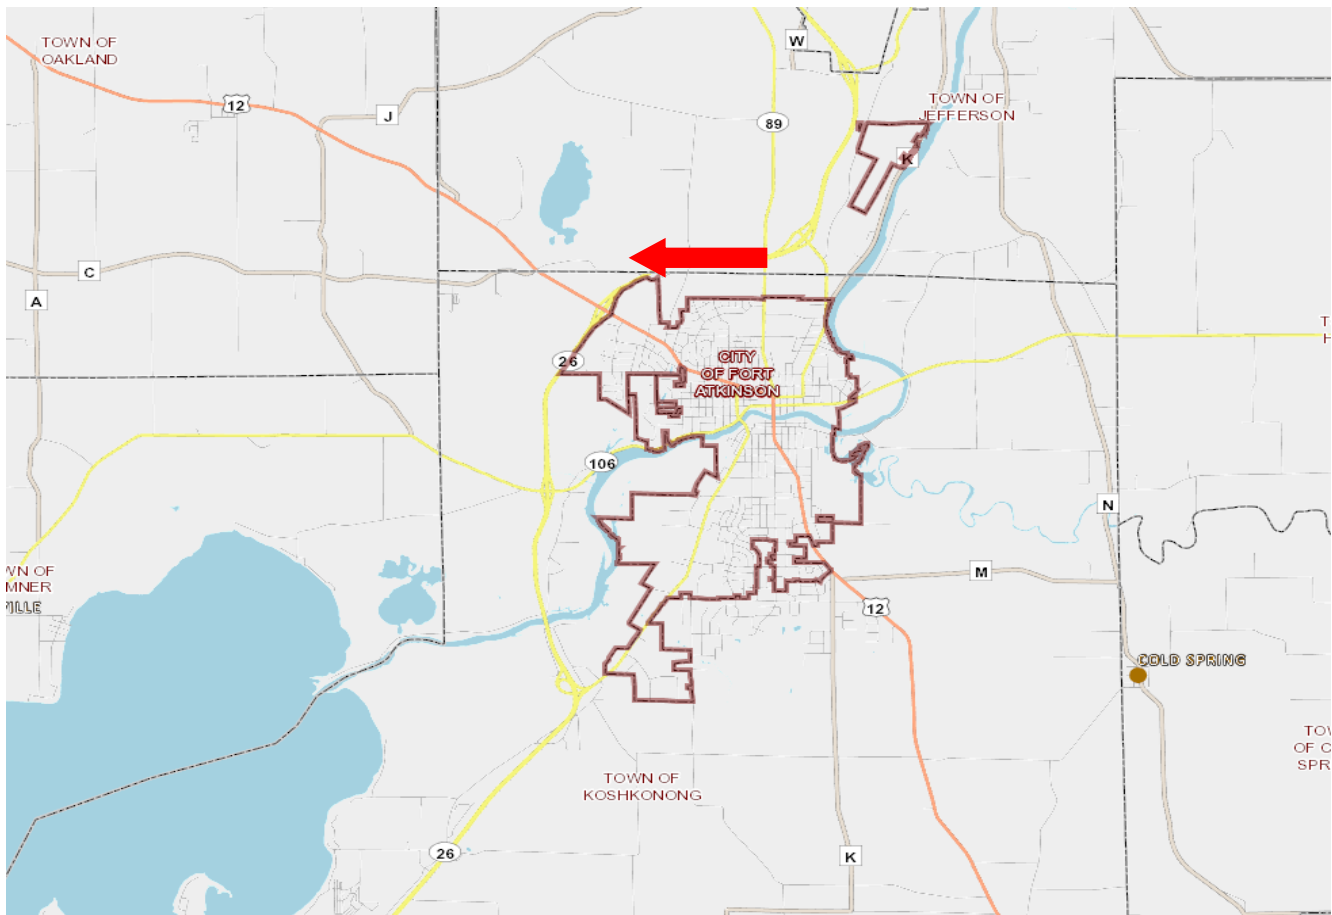 TOWN OF
OAKLAND
W
12
J
89
TOWN OF
JEFFERSON
K
C
A
26
CITY
OF FORT
ATKINSON
106
N
WN OF
MNER
VILLE
M
12
COLD SPRING
TOWN OF
KOSHKONONG
TOW
OF C
SPR
26
K
T
H